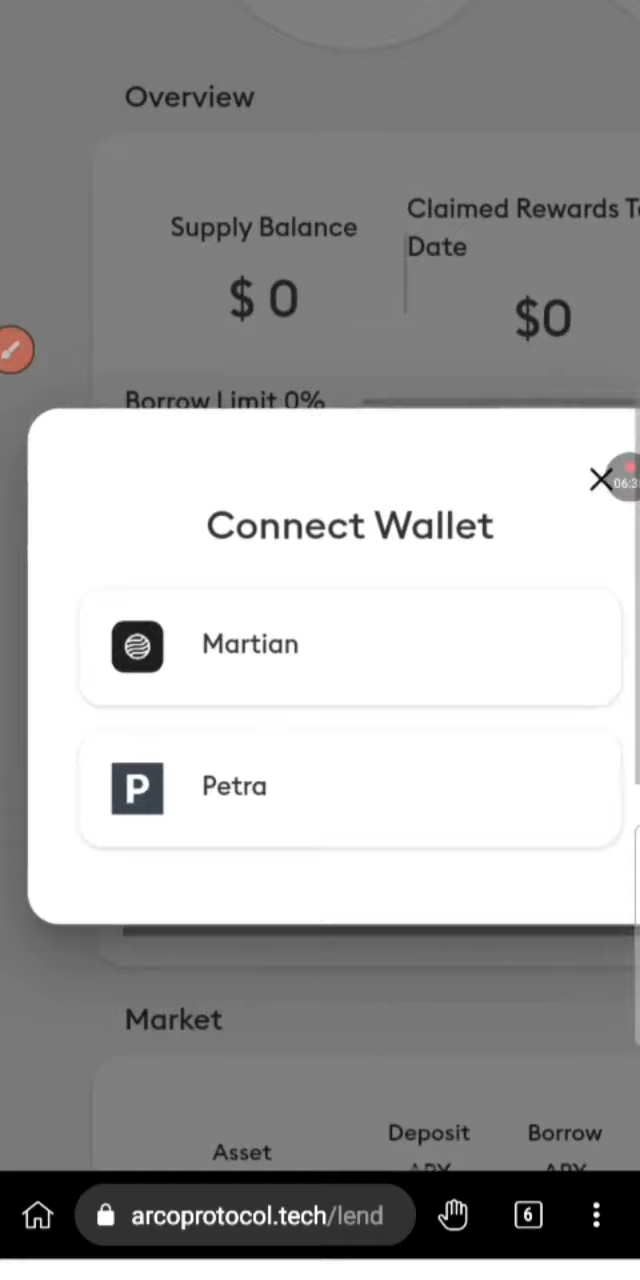 Overview
Supply Balance
Claimed Rewards
Date
$ 0
$0
Borrow Limit 0%
Connect Wallet
Martian
P
Petra
Market
Deposit
Borrow
Asset
arcoprotocol.tech/lend
6